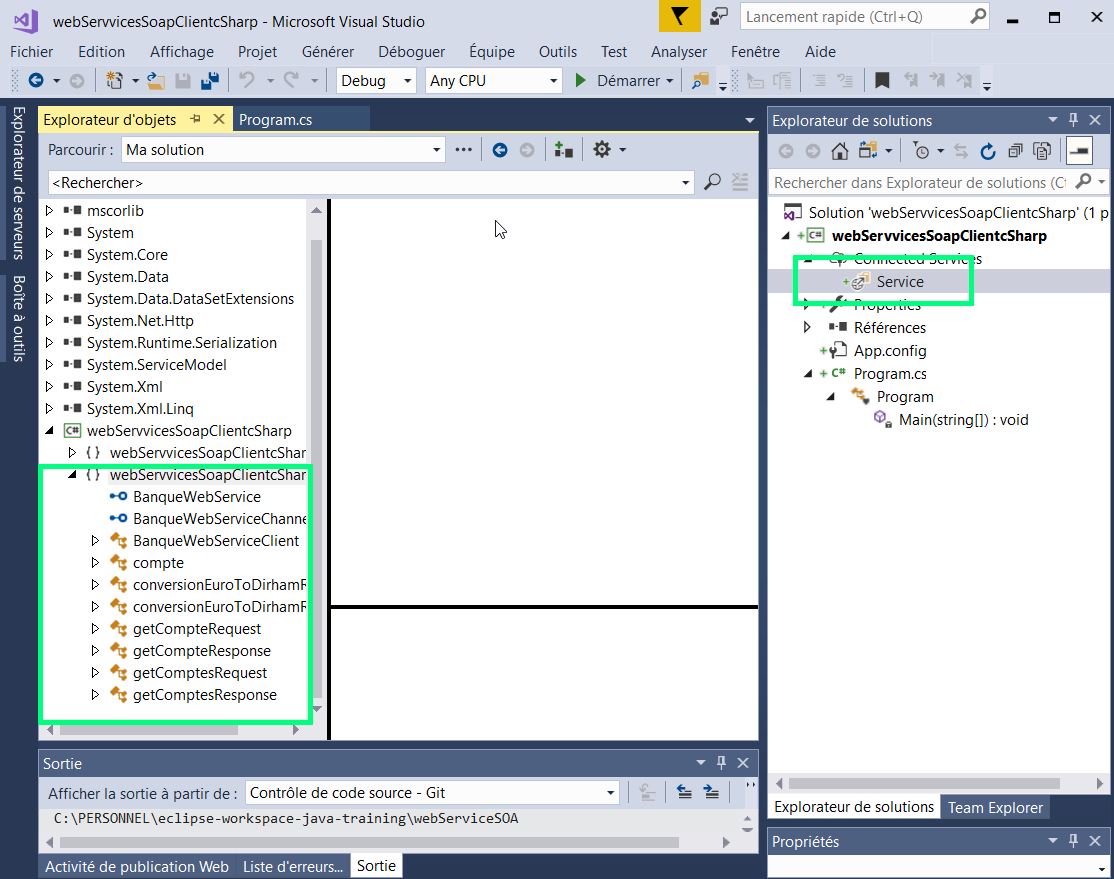 webServvicesSoapClientcSharp - Microsoft Visual Studio
Lancement rapide (Ctrl+Q)
Fichier Edition Affichage Projet Générer Déboguer Équipe Outils Test Analyser Fenêtre Aide
Debug Any CPU Démarrer
Explorateur de serveurs
Boîte à outils
Explorateur d'objets Program.cs
Parcourir : Ma solution
<Rechercher>
mscorlib
System
System.Core
System.Data
System.Data.DataSetExtensions
System.Net.Http
System.Runtime.Serialization
System.ServiceModel
System.Xml
System.Xml.Linq
webServvicesSoapClientcSharp
webServvicesSoapClientcShar
webServvicesSoapClientcShar
BanqueWebService
BanqueWebServiceChanne
BanqueWebServiceClient
compte
conversionEuroToDirhamR
conversionEuroToDirhamR
getCompteRequest
getCompteResponse
getComptesRequest
getComptesResponse
Sortie
Afficher la sortie à partir de : Contrôle de code source - Git
C:\PERSONNEL\eclipse-workspace-java-training\webServiceSOA
Activité de publication Web Liste d'erreurs... Sortie
Explorateur de solutions
Rechercher dans Explorateur de solutions (Ct
Solution 'webServvicesSoapClientcSharp' (1 p
C# webServvicesSoapClientcSharp
Connected Services
Service
Properties
Références
App.config
C# Program.cs
Program
Main(string[]) : void
Explorateur de solutions Team Explorer
Propriétés